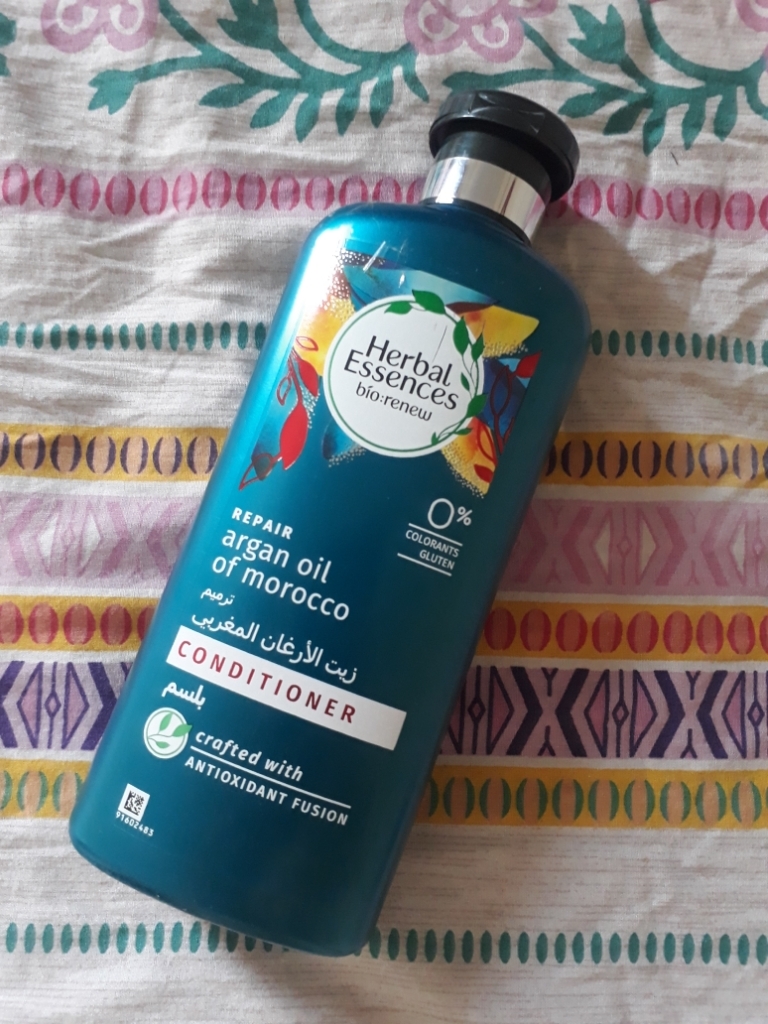 Herbal
Essences
bío:renew
0%
COLORANTS
GLUTEN
REPAIR
argan oil
of morocco
ترميم
زيت الأرغان المغربي
CONDITIONER
بلسم
crafted with
ANTIOXIDANT FUSION
91602483